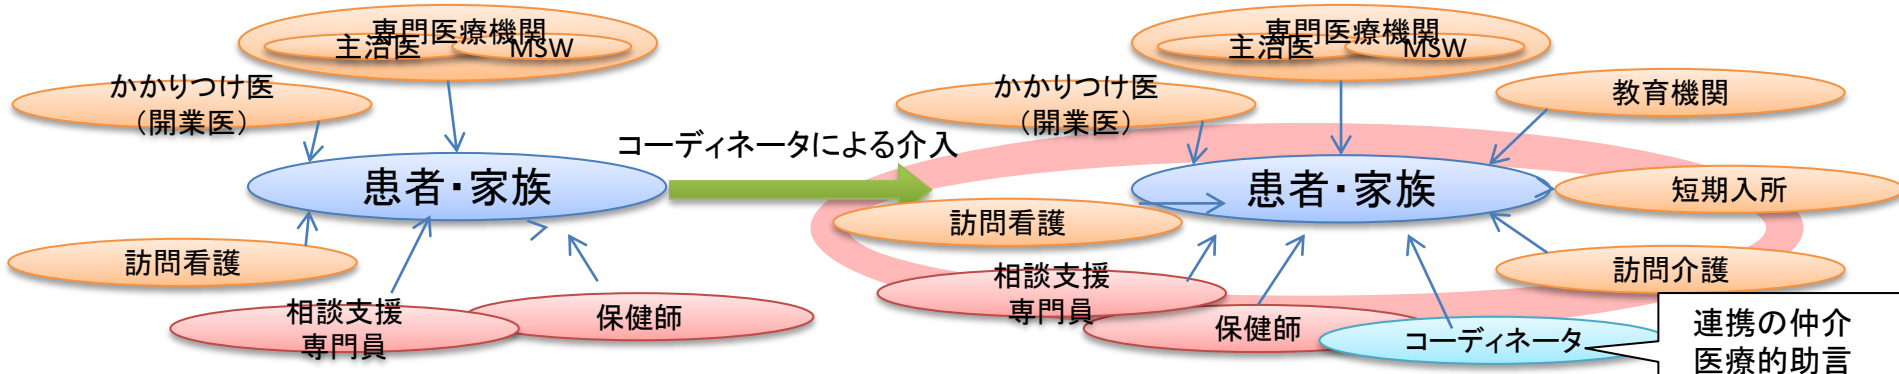 専門医療機関
主治医
MSW
かかりつけ医
（開業医）
患者・家族
訪問看護
相談支援
専門員
保健師
コーディネータによる介入
専門医療機関
主治医
MSW
かかりつけ医
（開業医）
教育機関
患者・家族
短期入所
訪問看護
訪問介護
相談支援
専門員
保健師
コーディネータ
連携の仲介
医療的助言